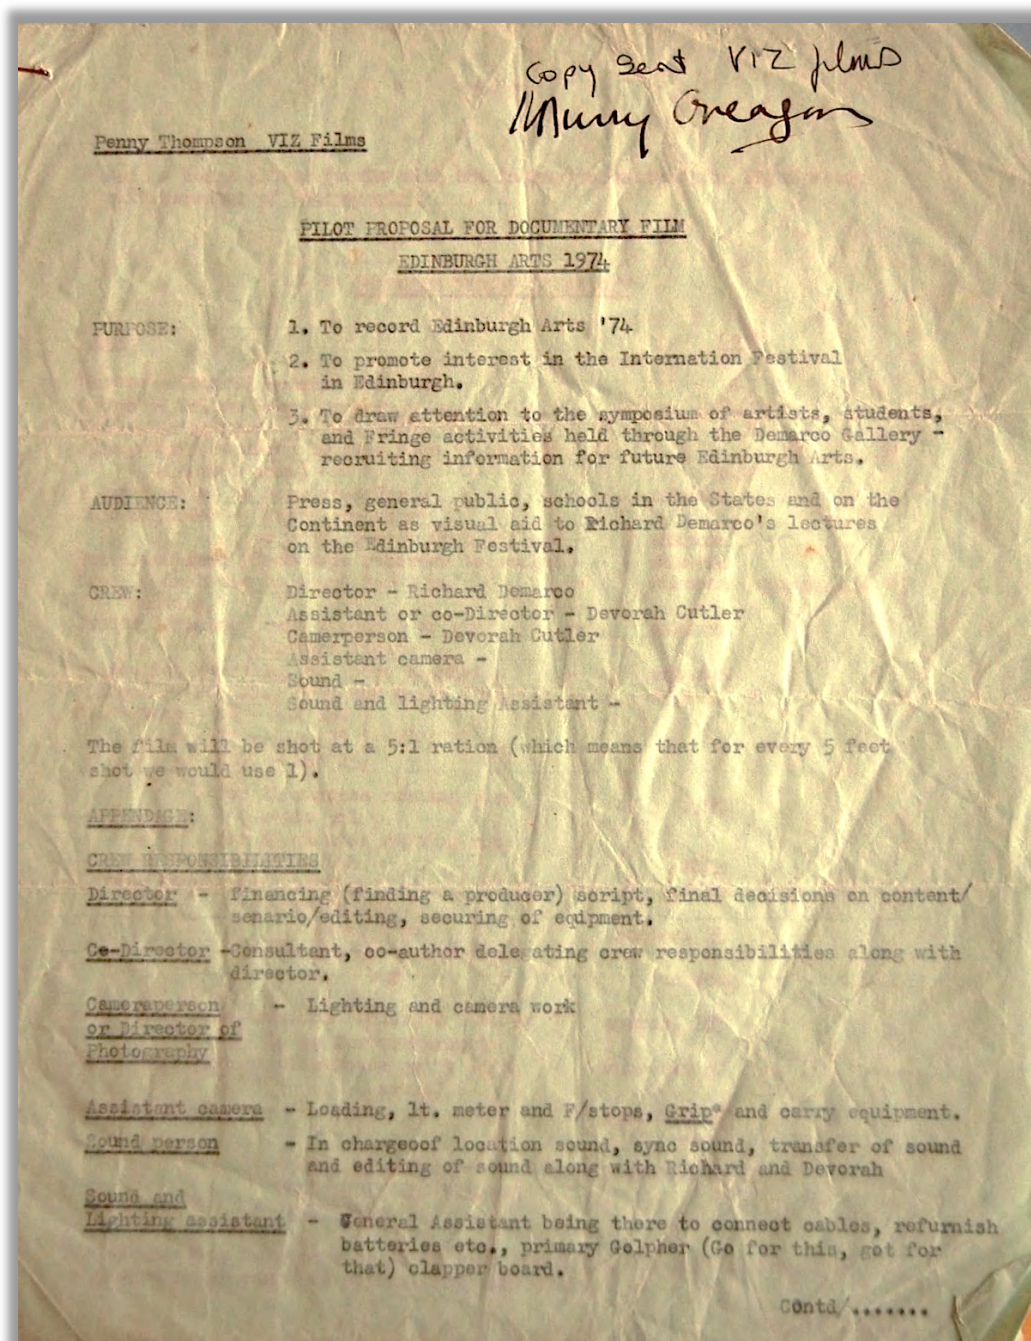 Copy Sent VIZ films
Murray Grigor
Penny Thompson VIZ Films
PILOT PROPOSAL FOR DOCUMENTARY FILM
EDINBURGH ARTS 1974
PURPOSE: 1. To record Edinburgh Arts '74
2. To promote interest in the Internation Festival
in Edinburgh.
3. To draw attention to the symposium of artists, students,
and Fringe activities held through the Demarco Gallery -
recruiting information for future Edinburgh Arts.
AUDIENCE: Press, general public, schools in the States and on the
Continent as visual aid to Richard Demarco's lectures
on the Edinburgh Festival.
CREW: Director - Richard Demarco
Assistant or co-Director - Devorah Cutler
Camerperson - Devorah Cutler
Assistant camera -
Sound -
Sound and lighting Assistant -
The film will be shot at a 5:1 ration (which means that for every 5 feet
shot we would use 1).
APPENDAGE:
CREW RESPONSIBILITIES
Director - financing (finding a producer) script, final decisions on content/
senario/editing, securing of equipment.
Co-Director -Consultant, co-author delegating crew responsibilities along with
director.
Cameraperson - Lighting and camera work
or Director of
Photography
Assistant camera - Loading, lt. meter and F/stops, Grip* and carry equipment.
Sound person - In chargeoof location sound, sync sound, transfer of sound
and editing of sound along with Richard and Devorah
Sound and
Lighting assistant - General Assistant being there to connect cables, refurnish
batteries etc., primary Golpher (Go for this, got for
that) clapper board.
Contd/.......